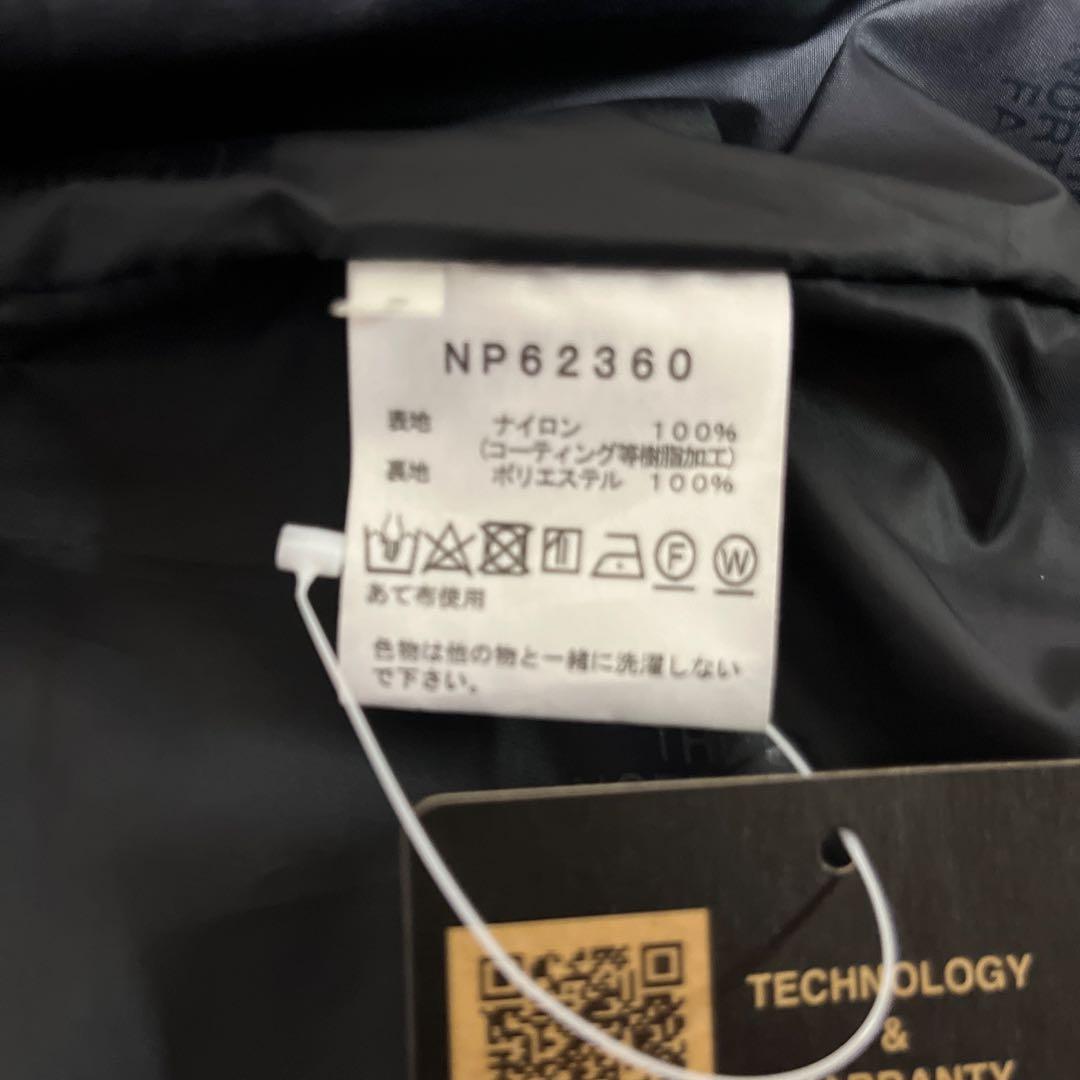 NP62360
表地 ナイロン 100%
(コーティング等樹脂加工)
裏地 ポリエステル 100%
F W
あて布使用
色物は他の物と一緒に洗濯しない
で下さい。
TECHNOLOGY
&